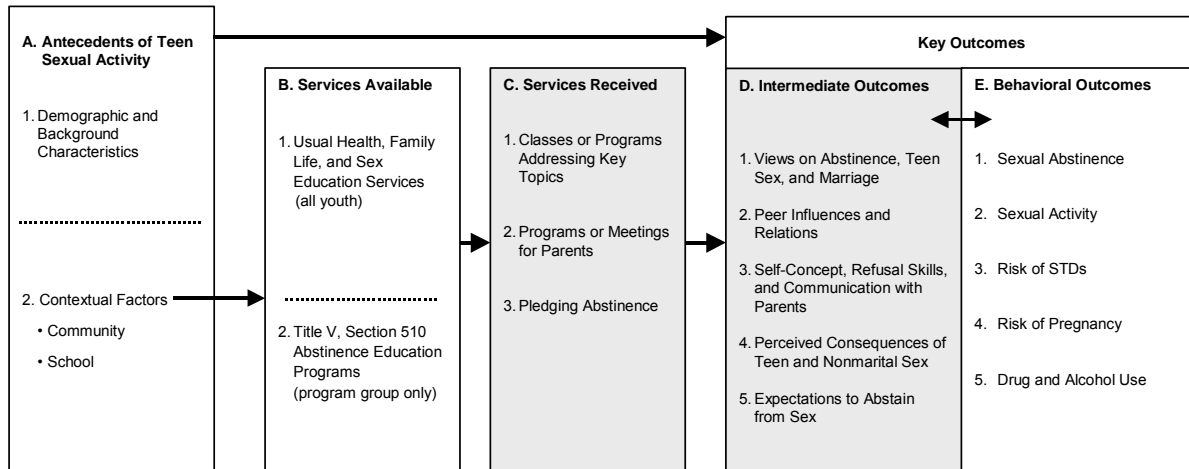 A. Antecedents of Teen
Sexual Activity
1. Demographic and
Background
Characteristics
2. Contextual Factors
• Community
• School
B. Services Available
1. Usual Health, Family
Life, and Sex
Education Services
(all youth)
2. Title V, Section 510
Abstinence Education
Programs
(program group only)
C. Services Received
1. Classes or Programs
Addressing Key
Topics
2. Programs or Meetings
for Parents
3. Pledging Abstinence
Key Outcomes
D. Intermediate Outcomes
1. Views on Abstinence, Teen
Sex, and Marriage
2. Peer Influences and
Relations
3. Self-Concept, Refusal Skills,
and Communication with
Parents
4. Perceived Consequences of
Teen and Nonmarital Sex
5. Expectations to Abstain
from Sex
E. Behavioral Outcomes
1. Sexual Abstinence
2. Sexual Activity
3. Risk of STDs
4. Risk of Pregnancy
5. Drug and Alcohol Use